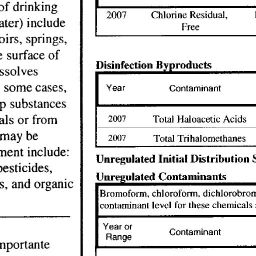 of drinking
ater) include
oirs, springs,
e surface of
ssolves
some cases,
p substances
als or from
may be
ment include:
pesticides,
s, and organic
mportante
2007 Chlorine Residual,
Free
Disinfection Byproducts
Year Contaminant
2007 Total Haloacetic Acids
2007 Total Trihalomethanes
Unregulated Initial Distribution S
Unregulated Contaminants
Bromoform, chloroform, dichlorobrom
contaminant level for these chemicals
Year or
Range Contaminant